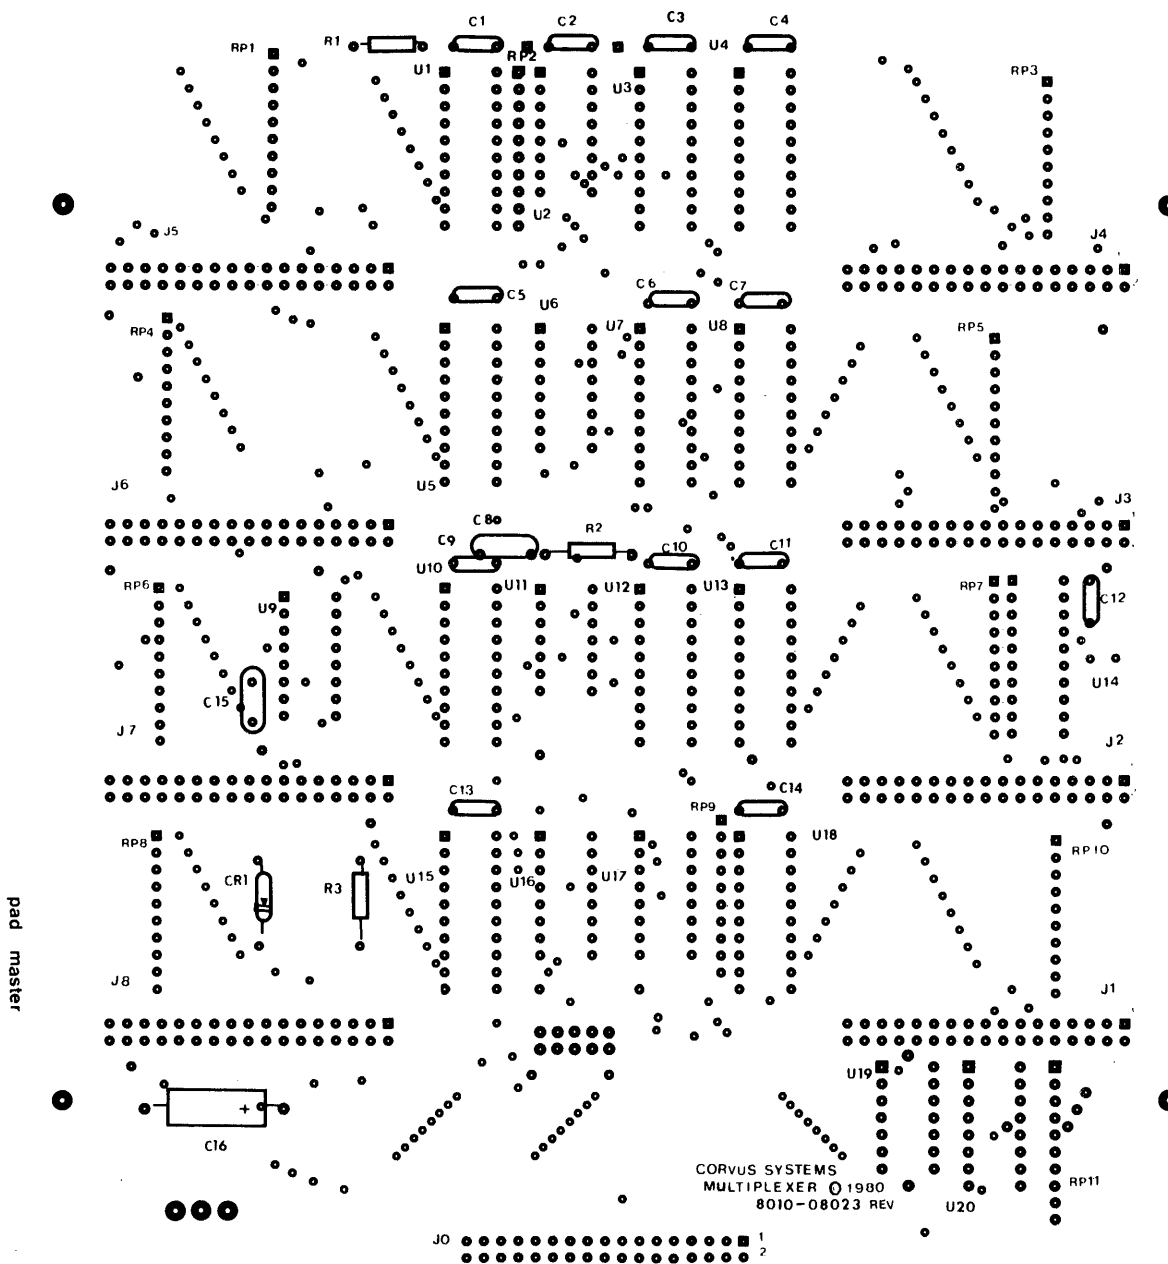 C1 C2 C3 C4
RP1 R1 U4
RP2
U1 U3 RP3
U2
J5 J4
C5 C6 C7
RP4 U6 U7 U8 RP5
J6 U5 J3
1
C8 R2
C9 C10 C11
U10
RP6 U9 U11 U12 U13 RP7 C12
C15 U14
J7 J2
C13 C14
RP9
RP8 U18 RP10
CR1 R3 U15 U16 U17
pad master
J8 J1
U19
+
C16
CORVUS SYSTEMS
MULTIPLEXER © 1980
8010-08023 REV
RP11
U20
J0 1
2